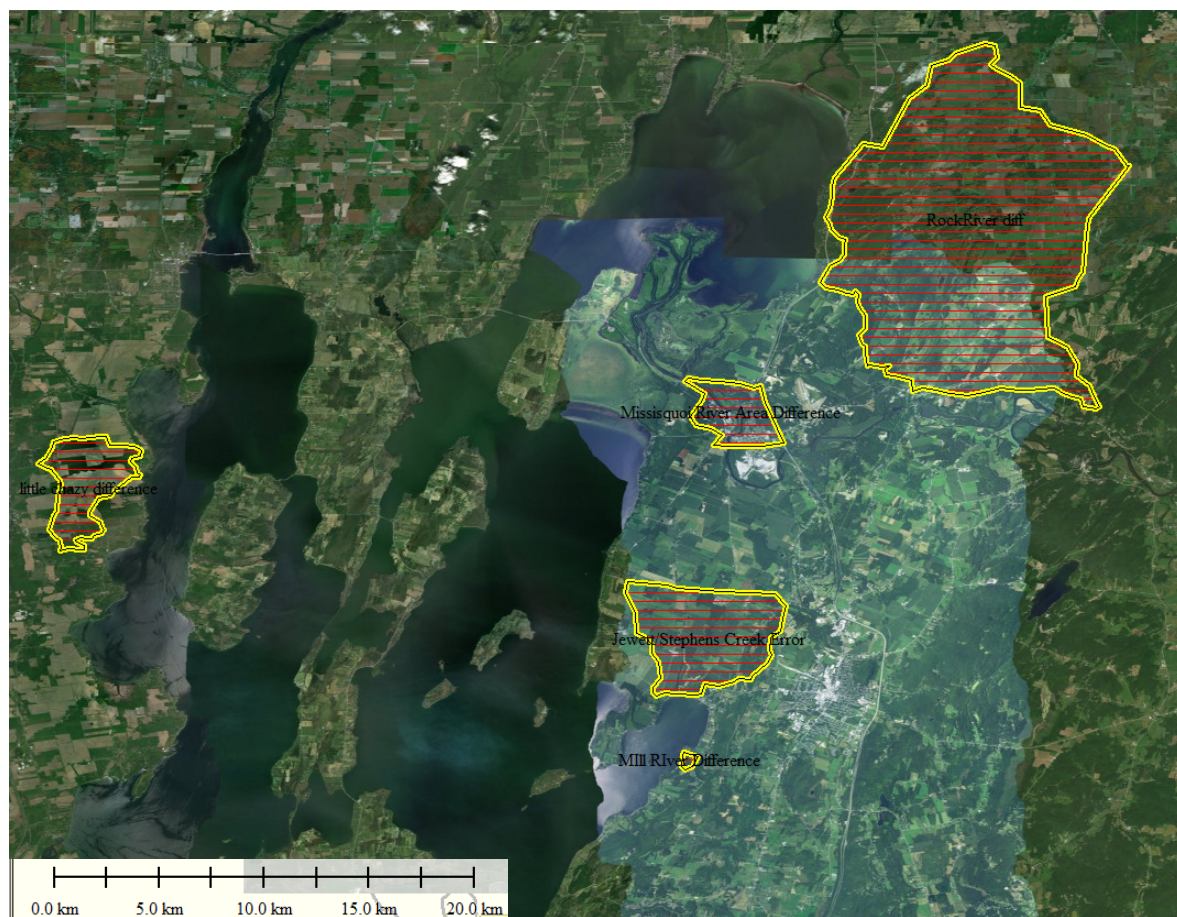 RockRiver diff
Missisquoi River Area Difference
little chazy difference
Jewett/Stephens Creek Error
MIll RIver Difference
0.0 km 5.0 km 10.0 km 15.0 km 20.0 km